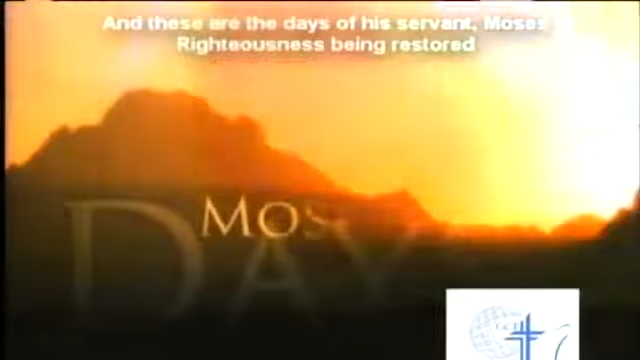 And these are the days of his servant, Moses
Righteousness being restored
MOS
DAY